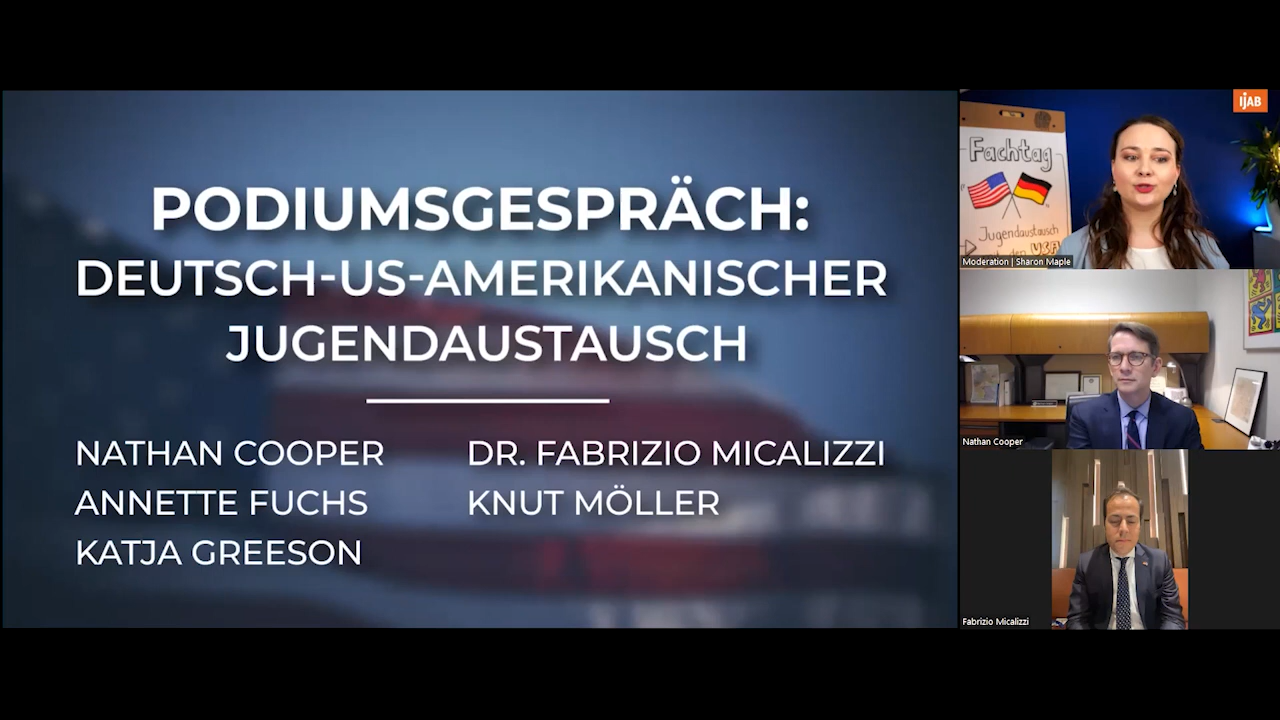 PODIUMSGESPRÄCH:
DEUTSCH-US-AMERIKANISCHER
JUGENDAUSTAUSCH
NATHAN COOPER
ANNETTE FUCHS
KATJA GREESON
DR. FABRIZIO MICALIZZI
KNUT MÖLLER
IJAB
Fachtag
Jugendaustausch
USA
Moderation | Sharon Maple
Nathan Cooper
Fabrizio Micalizzi